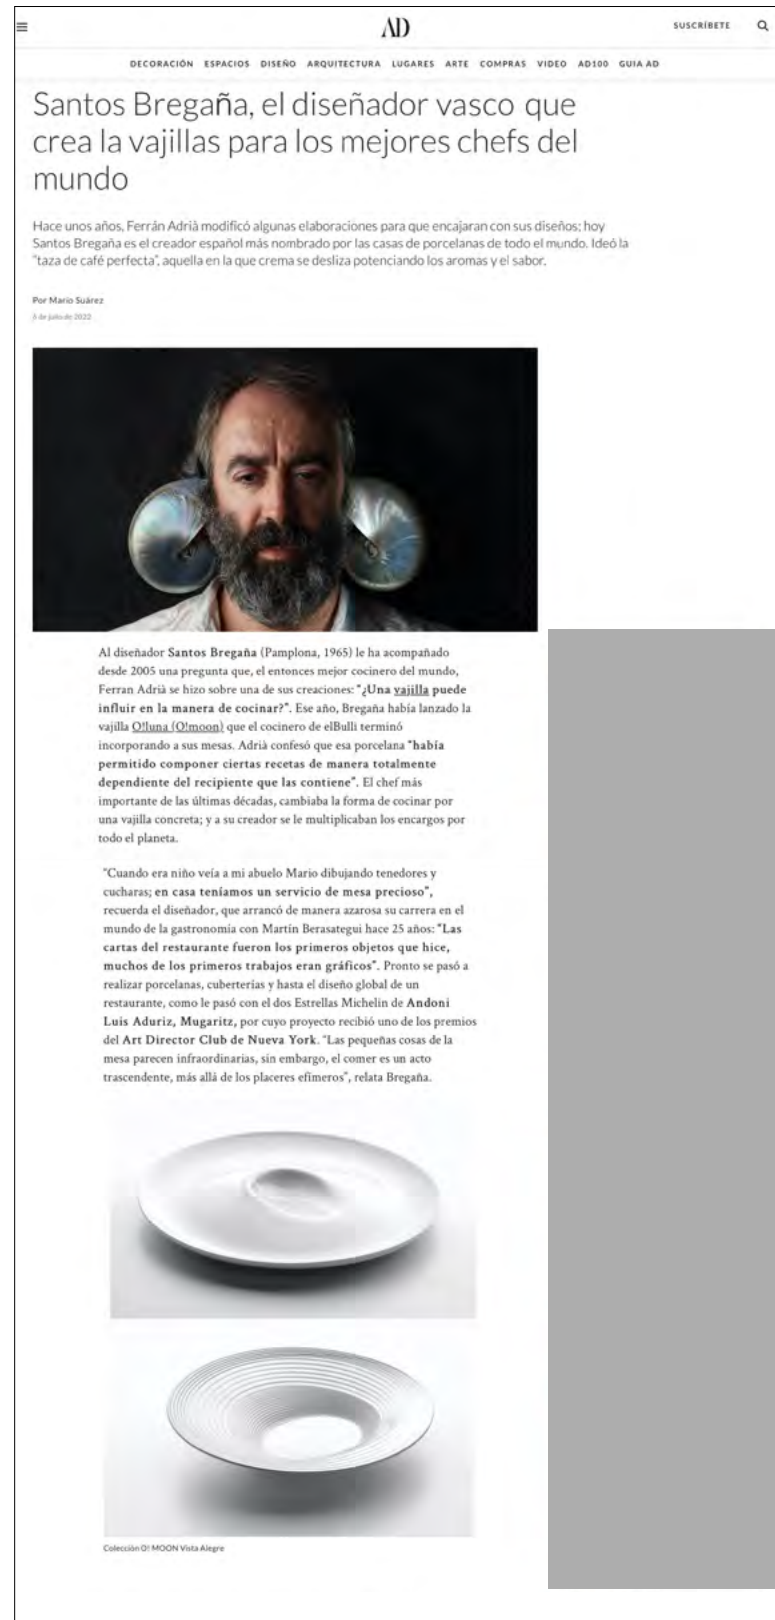 AD
SUSCRÍBETE
DECORACIÓN ESPACIOS DISEÑO ARQUITECTURA LUGARES ARTE COMPRAS VIDEO AD100 GUIA AD
Santos Bregaña, el diseñador vasco que
crea la vajillas para los mejores chefs del
mundo
Hace unos años, Ferrán Adrià modificó algunas elaboraciones para que encajaran con sus diseños; hoy
Santos Bregaña es el creador español más nombrado por las casas de porcelanas de todo el mundo. Ideó la
"taza de café perfecta", aquella en la que crema se desliza potenciando los aromas y el sabor.
Por Mario Suárez
6 de julio de 2022
Al diseñador Santos Bregaña (Pamplona, 1965) le ha acompañado
desde 2005 una pregunta que, el entonces mejor cocinero del mundo,
Ferran Adrià se hizo sobre una de sus creaciones: "¿Una vajilla puede
influir en la manera de cocinar?". Ese año, Bregaña había lanzado la
vajilla O!luna (O!moon) que el cocinero de elBulli terminó
incorporando a sus mesas. Adrià confesó que esa porcelana "había
permitido componer ciertas recetas de manera totalmente
dependiente del recipiente que las contiene". El chef más
importante de las últimas décadas, cambiaba la forma de cocinar por
una vajilla concreta; y a su creador se le multiplicaban los encargos por
todo el planeta.
"Cuando era niño veía a mi abuelo Mario dibujando tenedores y
cucharas; en casa teníamos un servicio de mesa precioso",
recuerda el diseñador, que arrancó de manera azarosa su carrera en el
mundo de la gastronomía con Martín Berasategui hace 25 años: "Las
cartas del restaurante fueron los primeros objetos que hice,
muchos de los primeros trabajos eran gráficos". Pronto se pasó a
realizar porcelanas, cuberterías y hasta el diseño global de un
restaurante, como le pasó con el dos Estrellas Michelin de Andoni
Luis Aduriz, Mugaritz, por cuyo proyecto recibió uno de los premios
del Art Director Club de Nueva York. "Las pequeñas cosas de la
mesa parecen infraordinarias, sin embargo, el comer es un acto
trascendente, más allá de los placeres efímeros", relata Bregaña.
Colección O! MOON Vista Alegre